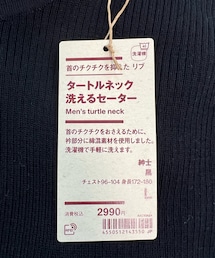 首のチクチクを抑えた リブ
タートルネック
洗えるセーター
Men's turtle neck
首のチクチクをおさえるために、
衿部分に綿混素材を使用しました。
洗濯機で手軽に洗えます。
紳士
黒
チェスト96-104 身長172-180
L
消費税込 2990円